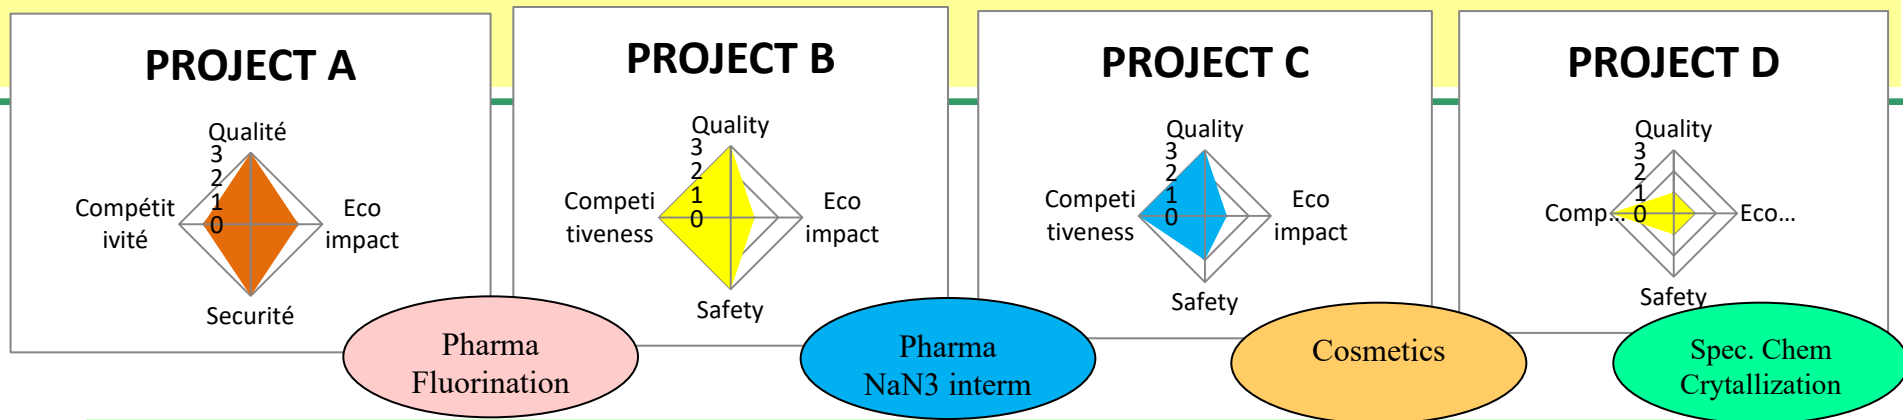 PROJECT A
Qualité
3
2
1
0
Compétit
ivité
Eco
impact
Securité
Pharma
Fluorination
PROJECT B
Quality
3
2
1
0
Competi
tiveness
Eco
impact
Safety
Pharma
NaN3 interm
PROJECT C
Quality
3
2
1
0
Competi
tiveness
Eco
impact
Safety
Cosmetics
PROJECT D
Quality
3
2
1
0
Comp...
Eco...
Safety
Spec. Chem
Crytallization